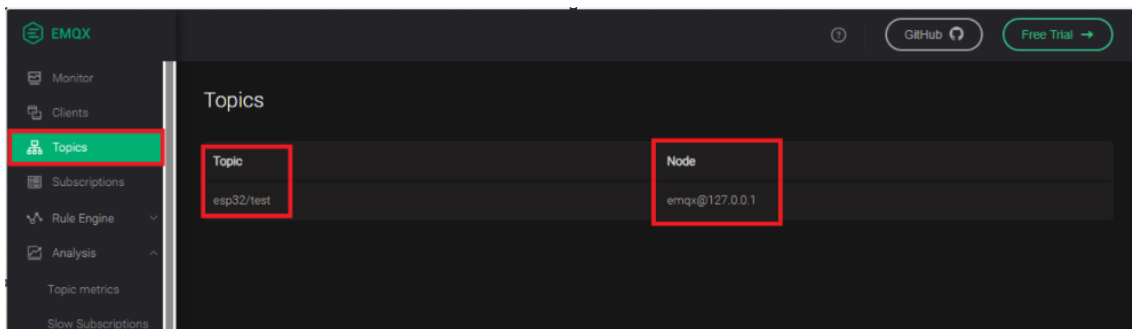 EMQX
GitHub
Free Trial →
Monitor
Clients
Topics
Subscriptions
Rule Engine
Analysis
Topic metrics
Slow Subscriptions
Topics
Topic
Node
esp32/test
emqx@127.0.0.1